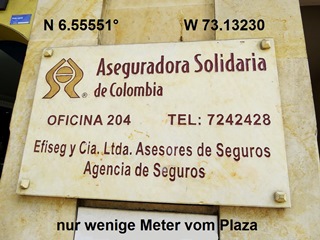 N 6.55551° W 73.13230
Aseguradora Solidaria
® de Colombia
OFICINA 204 TEL: 7242428
Efiseg y Cia. Ltda. Asesores de Seguros
Agencia de Seguros
nur wenige Meter vom Plaza